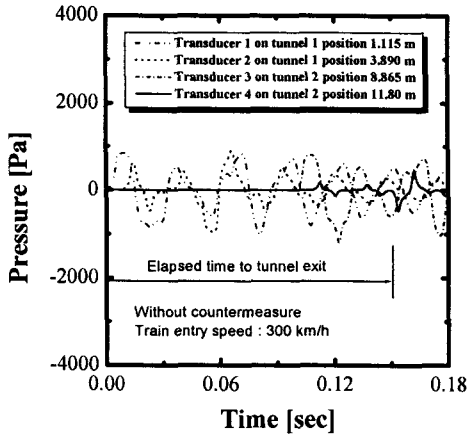 4000
2000
0
-2000
-4000
Pressure [Pa]
Transducer 1 on tunnel 1 position 1.115 m
Transducer 2 on tunnel 1 position 3.890 m
Transducer 3 on tunnel 2 position 8.865 m
Transducer 4 on tunnel 2 position 11.80 m
Elapsed time to tunnel exit
Without countermeasure
Train entry speed : 300 km/h
0.00 0.06 0.12 0.18
Time [sec]